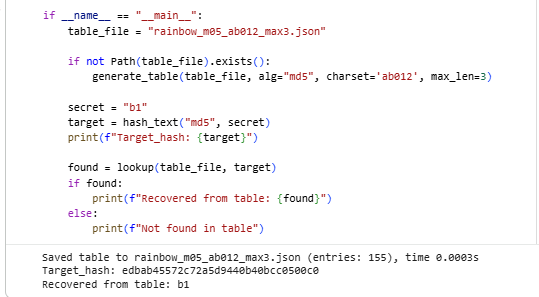 if __name__ == "__main__":
    table_file = "rainbow_m05_ab012_max3.json"

    if not Path(table_file).exists():
        generate_table(table_file, alg="md5", charset='ab012', max_len=3)

    secret = "b1"
    target = hash_text("md5", secret)
    print(f"Target_hash: {target}")

    found = lookup(table_file, target)
    if found:
        print(f"Recovered from table: {found}")
    else:
        print(f"Not found in table")

Saved table to rainbow_m05_ab012_max3.json (entries: 155), time 0.0003s
Target_hash: edbab45572c72a5d9440b40bcc0500c0
Recovered from table: b1